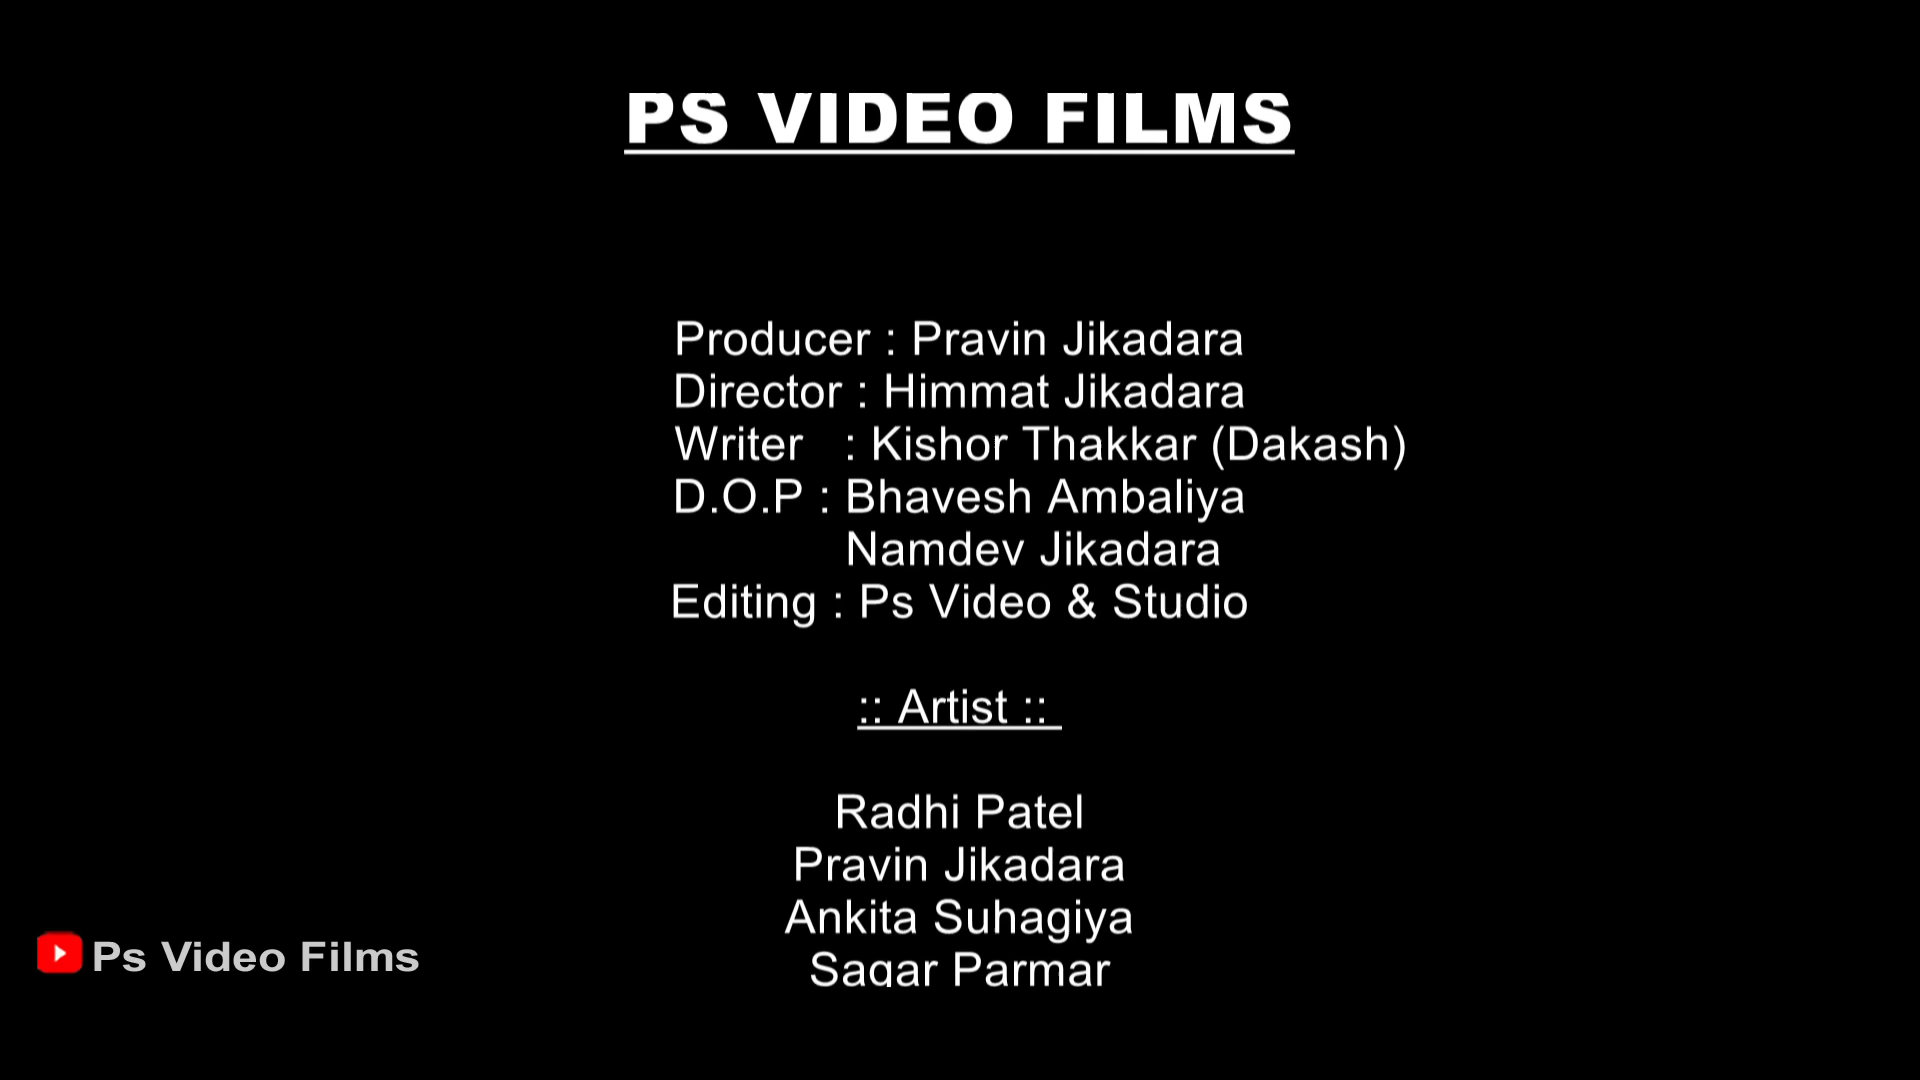 PS VIDEO FILMS
Producer : Pravin Jikadara
Director : Himmat Jikadara
Writer : Kishor Thakkar (Dakash)
D.O.P : Bhavesh Ambaliya
Namdev Jikadara
Editing : Ps Video & Studio
:: Artist ::
Radhi Patel
Pravin Jikadara
Ankita Suhagiya
Sagar Parmar
Ps Video Films